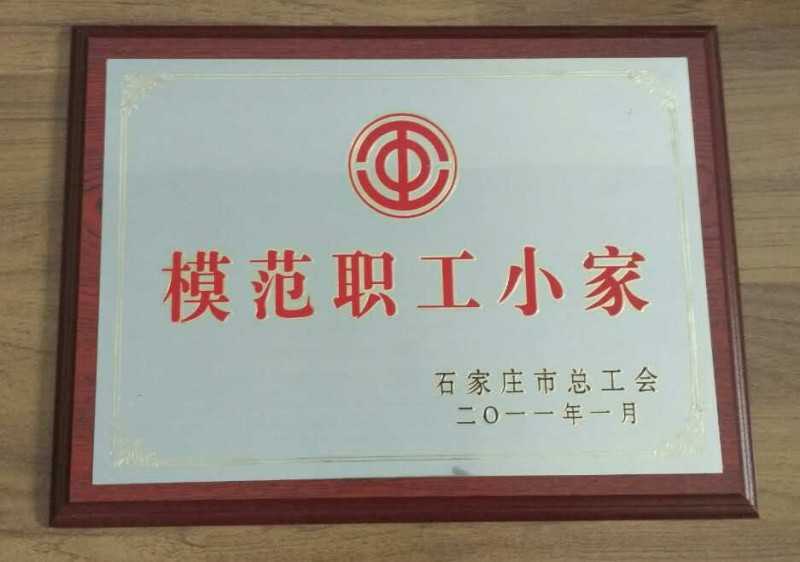 模范职工小家
石家庄市总工会
二〇一一年一月